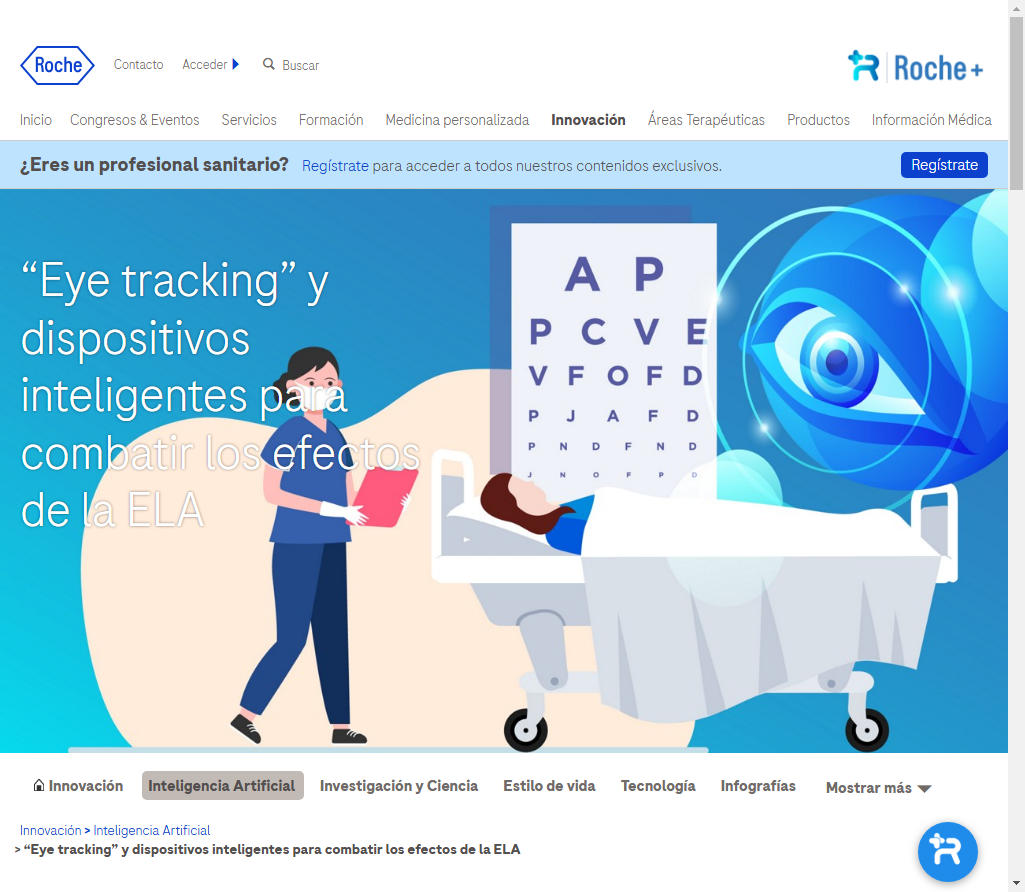 Roche
Contacto
Acceder
Buscar
Roche+
Inicio
Congresos & Eventos
Servicios
Formación
Medicina personalizada
Innovación
Áreas Terapéuticas
Productos
Información Médica
¿Eres un profesional sanitario? Regístrate para acceder a todos nuestros contenidos exclusivos.
Regístrate
“Eye tracking” y
dispositivos
inteligentes para
combatir los efectos
de la ELA
A P
P C V E
V F O F D
P J A F D
P N D F N D
J N O F P D
Innovación
Inteligencia Artificial
Investigación y Ciencia
Estilo de vida
Tecnología
Infografías
Mostrar más
Innovación > Inteligencia Artificial
> “Eye tracking” y dispositivos inteligentes para combatir los efectos de la ELA